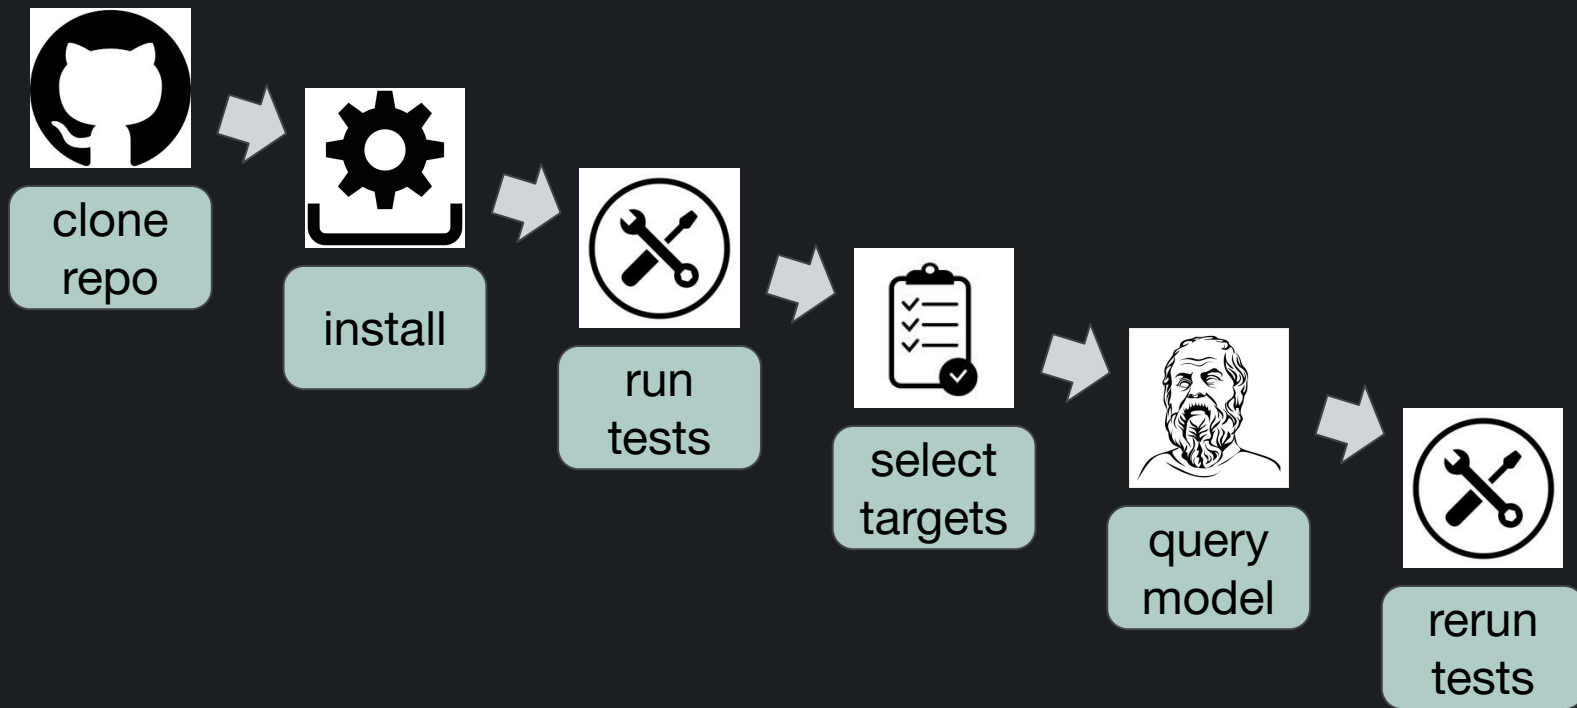 clone
repo
install
run
tests
select
targets
query
model
rerun
tests